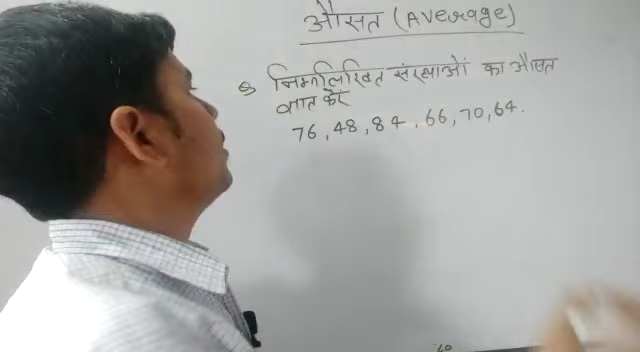 औसत (Average)
निम्नलिखित संख्याओं का औसत
ज्ञात करें
76, 48, 84, 66, 70, 64.